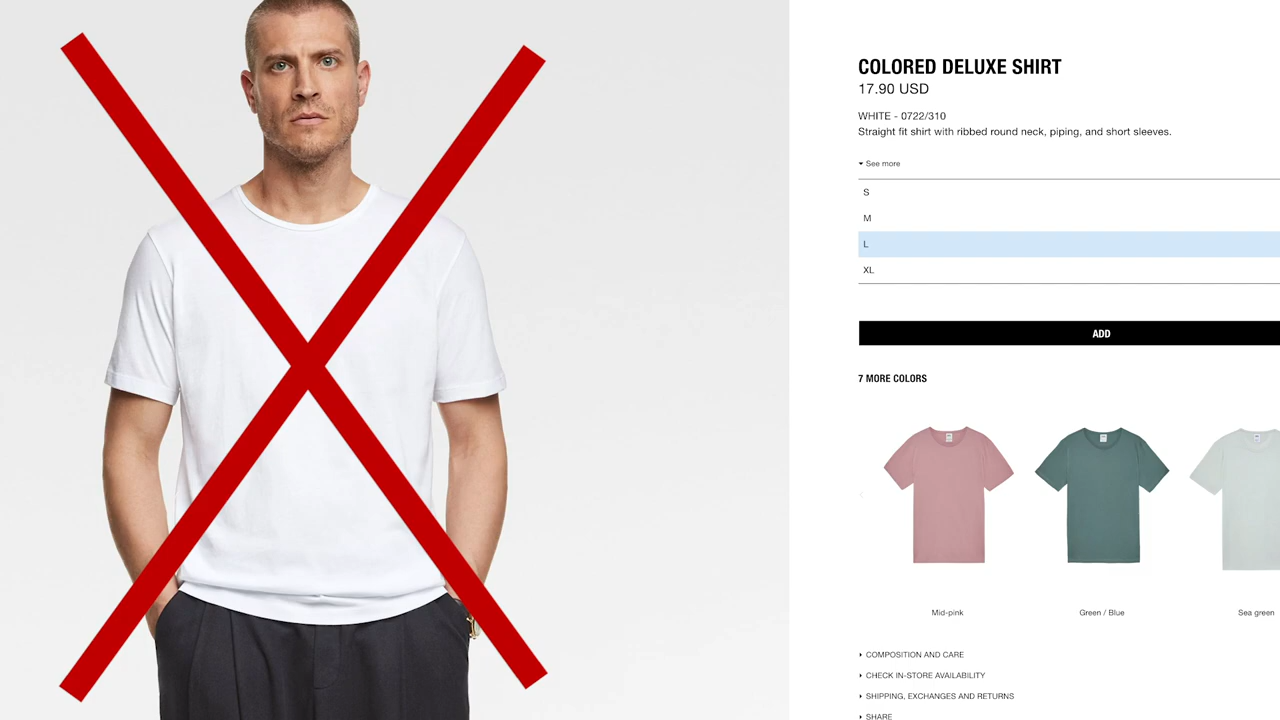 COLORED DELUXE SHIRT
17.90 USD
WHITE - 0722/310
Straight fit shirt with ribbed round neck, piping, and short sleeves.
See more
S
M
L
XL
ADD
7 MORE COLORS
Mid-pink
Green / Blue
Sea green
COMPOSITION AND CARE
CHECK IN-STORE AVAILABILITY
SHIPPING, EXCHANGES AND RETURNS
SHARE